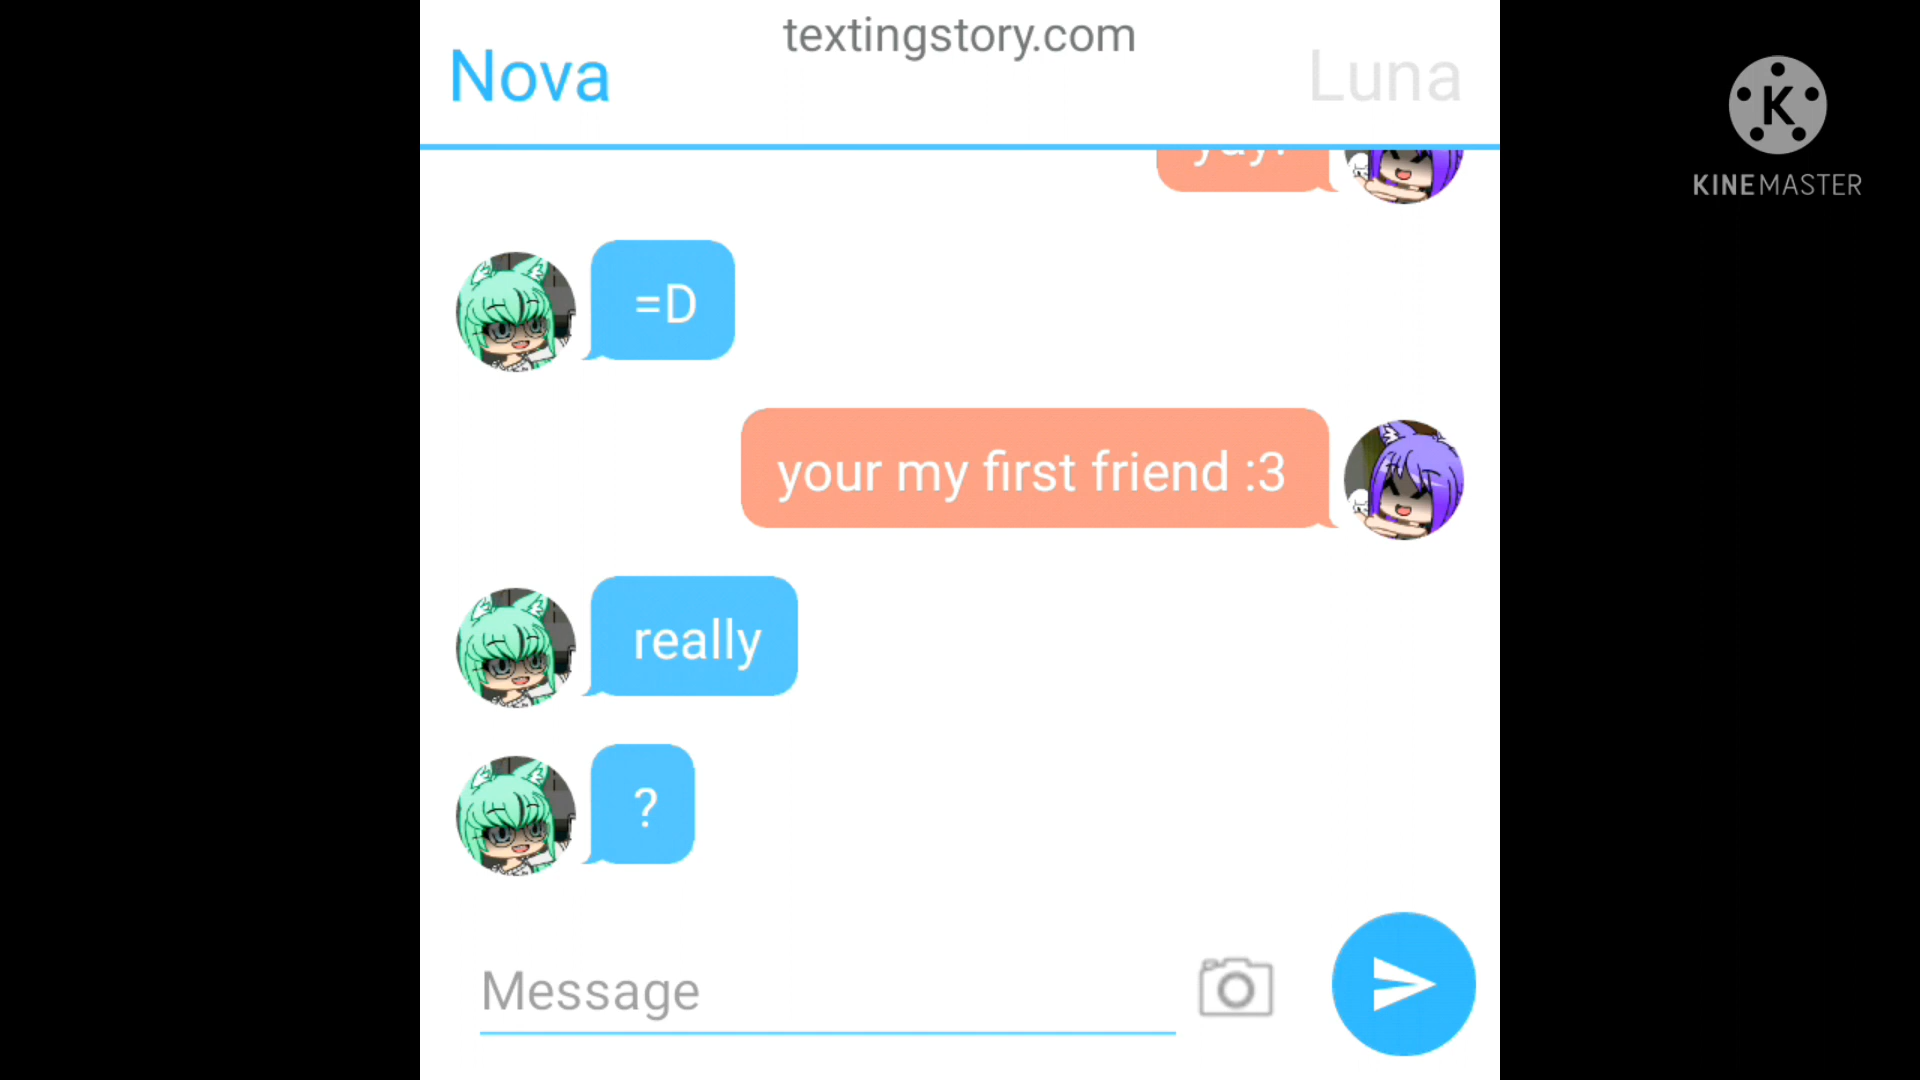 textingstory.com
Nova
Luna
K
KINEMASTER
=D
your my first friend :3
really
?
Message